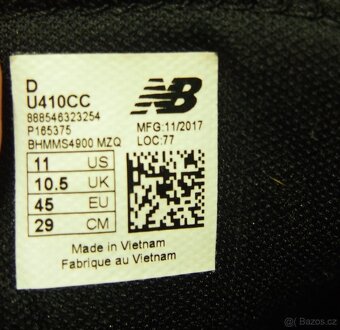 D
U410CC
888546323254
P165375
BHMMS4900 MZQ
NB
MFG:11/2017
LOC:77
11 US
10.5 UK
45 EU
29 CM
Made in Vietnam
Fabrique au Vietnam
Bazos.cz